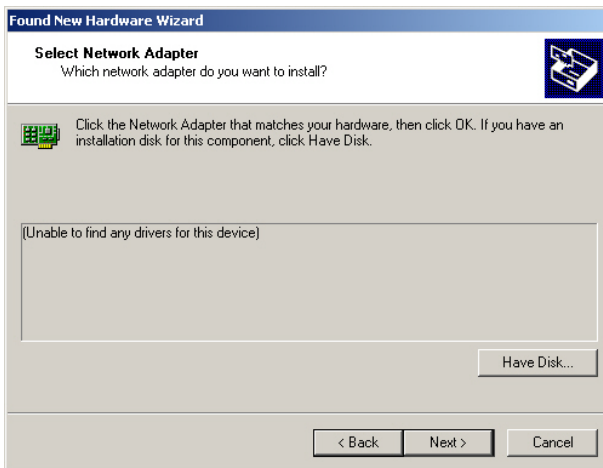 Found New Hardware Wizard
Select Network Adapter
Which network adapter do you want to install?
Click the Network Adapter that matches your hardware, then click OK. If you have an
installation disk for this component, click Have Disk.
(Unable to find any drivers for this device)
Have Disk...
< Back
Next >
Cancel